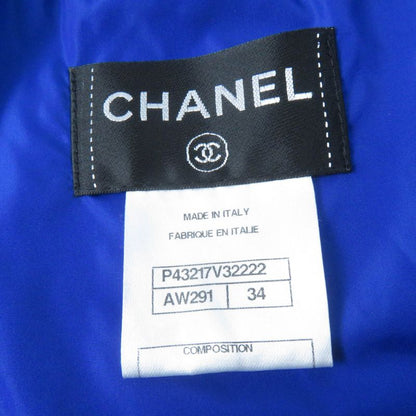 CHANEL
MADE IN ITALY
FABRIQUE EN ITALIE
P43217V32222
AW291 34
COMPOSITION